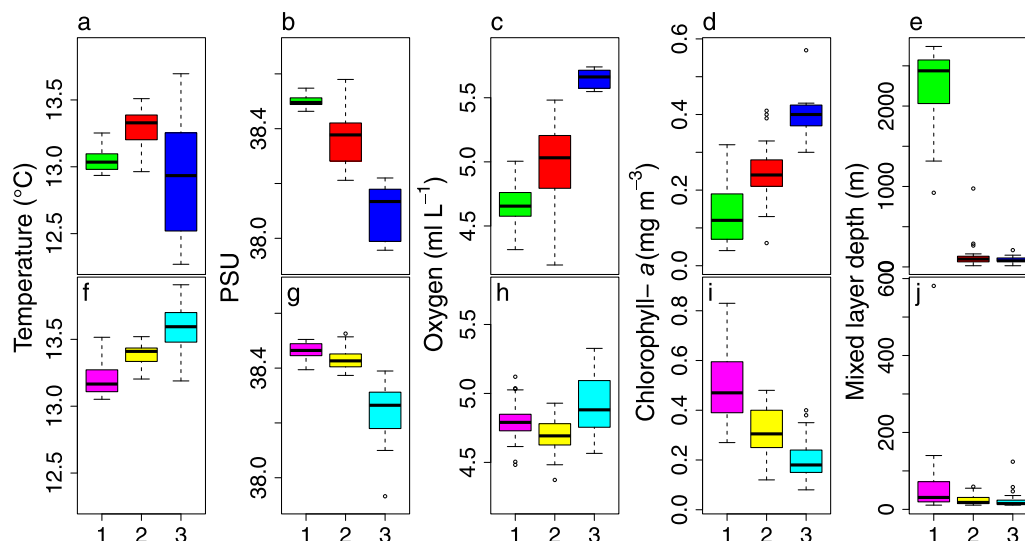 a b c d e
Temperature (°C)
12.5 13.0 13.5
PSU
38.0 38.4
Oxygen (ml L⁻¹)
4.5 5.0 5.5
Chlorophyll− a (mg m⁻³)
0.0 0.2 0.4 0.6
Mixed layer depth (m)
1000 2000
f g h i j
12.5 13.0 13.5
38.0 38.4
4.5 5.0 5.5
0.0 0.2 0.4 0.6 0.8
0 200 400 600
1 2 3 1 2 3 1 2 3 1 2 3 1 2 3